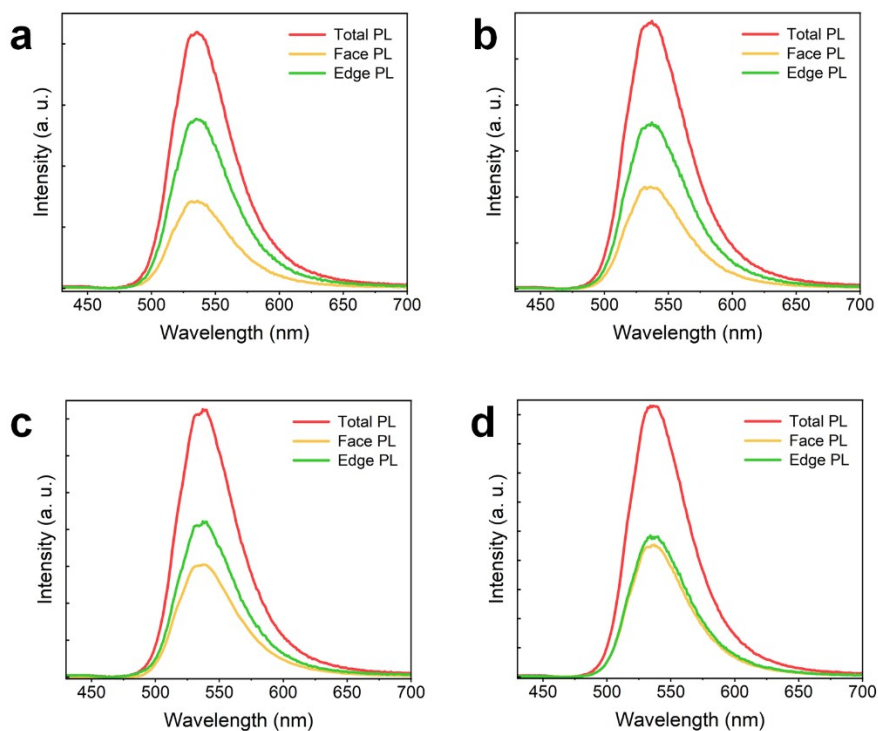 a
Total PL
Face PL
Edge PL
Intensity (a. u.)
450 500 550 600 650 700
Wavelength (nm)
b
Total PL
Face PL
Edge PL
Intensity (a. u.)
450 500 550 600 650 700
Wavelength (nm)
c
Total PL
Face PL
Edge PL
Intensity (a. u.)
450 500 550 600 650 700
Wavelength (nm)
d
Total PL
Face PL
Edge PL
Intensity (a. u.)
450 500 550 600 650 700
Wavelength (nm)